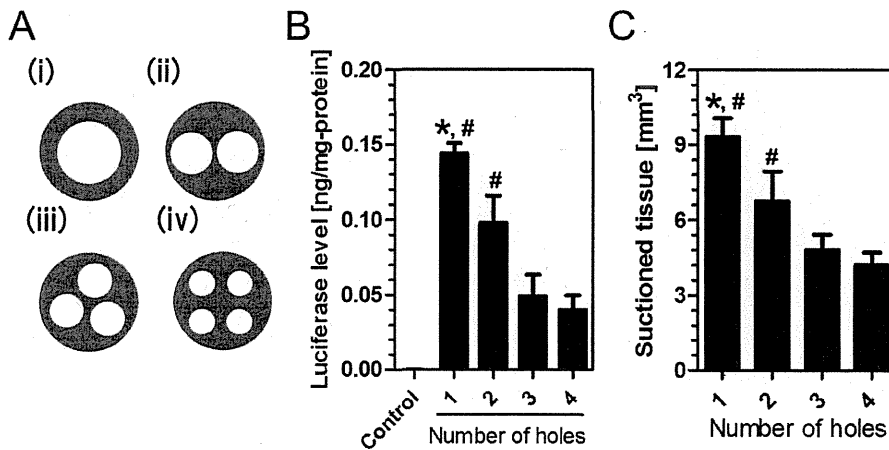 A
(i)
(ii)
(iii)
(iv)
B
Luciferase level [ng/mg-protein]
0.20
0.15
0.10
0.05
0.00
*, #
#
Control
1
2
3
4
Number of holes
C
Suctioned tissue [mm³]
12
9
6
3
0
*, #
#
1
2
3
4
Number of holes